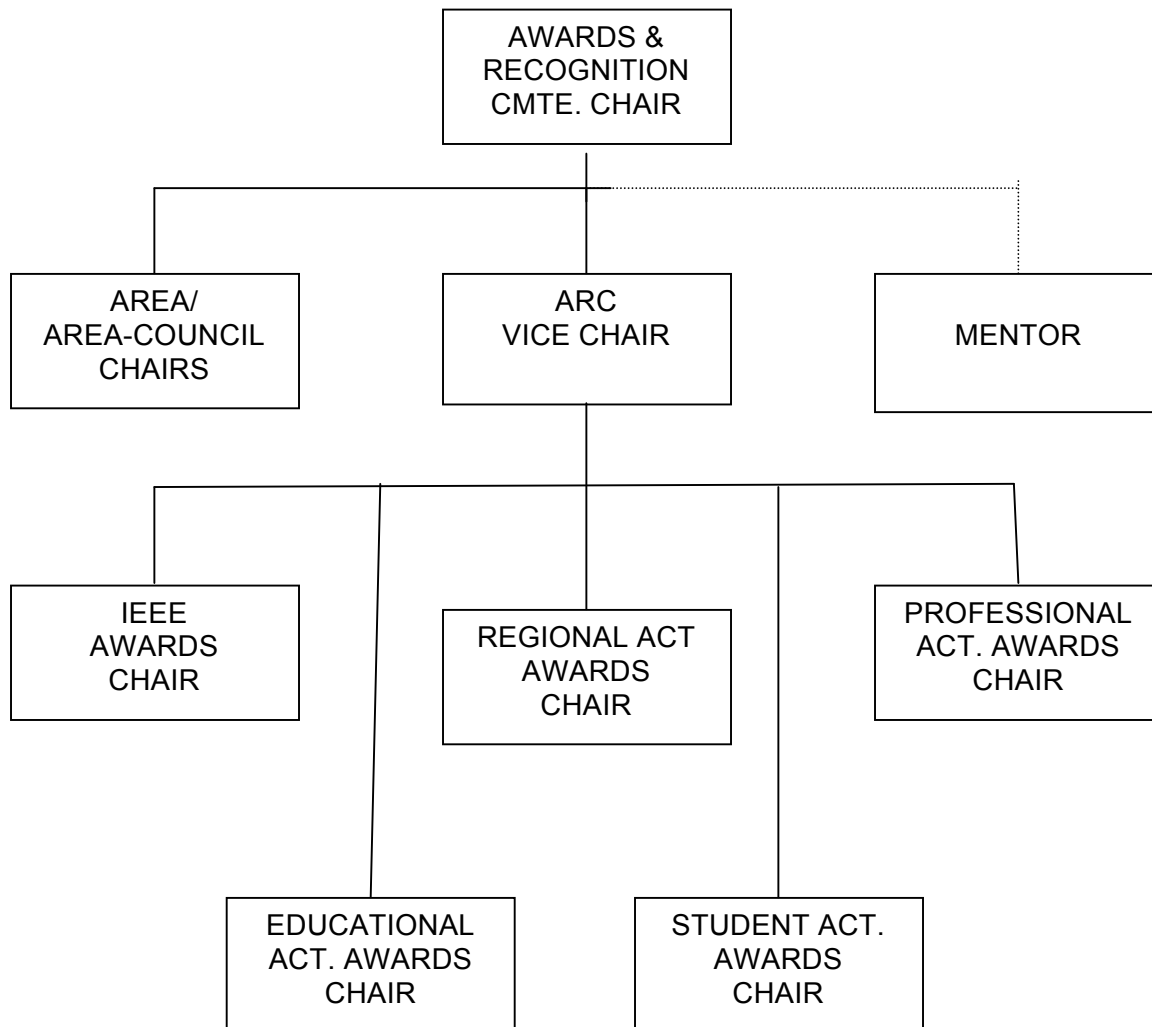 AWARDS &
RECOGNITION
CMTE. CHAIR
AREA/
AREA-COUNCIL
CHAIRS
ARC
VICE CHAIR
MENTOR
IEEE
AWARDS
CHAIR
REGIONAL ACT
AWARDS
CHAIR
PROFESSIONAL
ACT. AWARDS
CHAIR
EDUCATIONAL
ACT. AWARDS
CHAIR
STUDENT ACT.
AWARDS
CHAIR